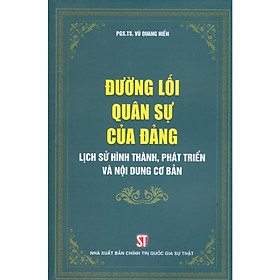 PGS.TS. VŨ QUANG HIỂN
ĐƯỜNG LỐI
QUÂN SỰ
CỦA ĐẢNG
LỊCH SỬ HÌNH THÀNH, PHÁT TRIỂN
VÀ NỘI DUNG CƠ BẢN
ST
NHÀ XUẤT BẢN CHÍNH TRỊ QUỐC GIA SỰ THẬT